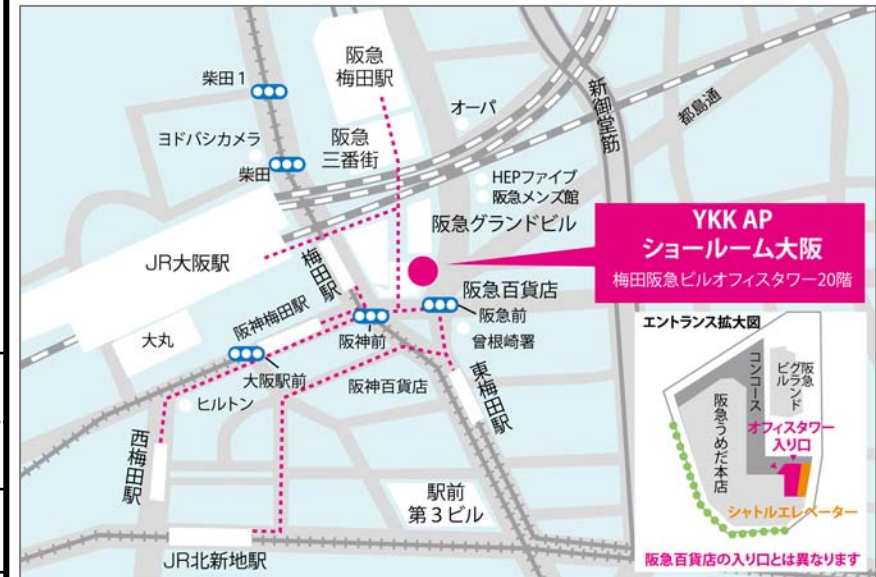 阪急
梅田駅
柴田1
ヨドバシカメラ
柴田
阪急
三番街
オーパ
新御堂筋
都島通
HEPファイブ
阪急メンズ館
阪急グランドビル
YKK AP
ショールーム大阪
梅田阪急ビルオフィスタワー20階
JR大阪駅
梅田駅
阪急百貨店
阪急前
曾根崎署
阪神梅田駅
阪神前
大丸
大阪駅前
阪神百貨店
東梅田駅
ヒルトン
西梅田駅
駅前
第3ビル
JR北新地駅
エントランス拡大図
コンコース
阪急
グランド
ビル
阪急うめだ本店
オフィスタワー
入り口
シャトルエレベーター
阪急百貨店の入り口とは異なります